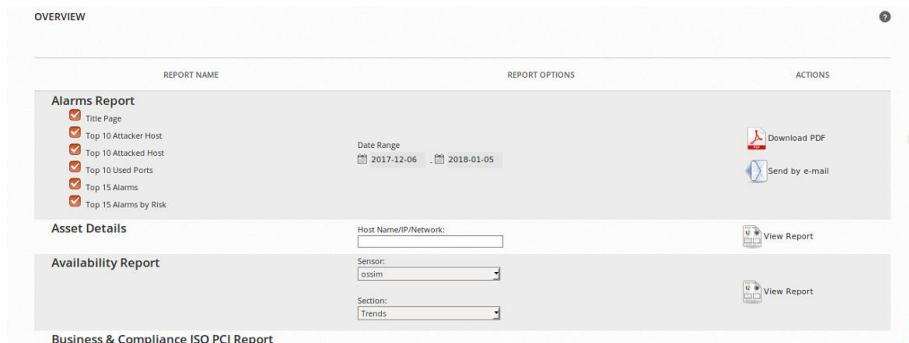 OVERVIEW
?
REPORT NAME REPORT OPTIONS ACTIONS
Alarms Report
Title Page
Top 10 Attacker Host
Top 10 Attacked Host
Top 10 Used Ports
Top 15 Alarms
Top 15 Alarms by Risk
Date Range
2017-12-06 - 2018-01-05
Download PDF
Send by e-mail
Asset Details
Host Name/IP/Network:
View Report
Availability Report
Sensor:
ossim
Section:
Trends
View Report
Business & Compliance ISO PCI Report